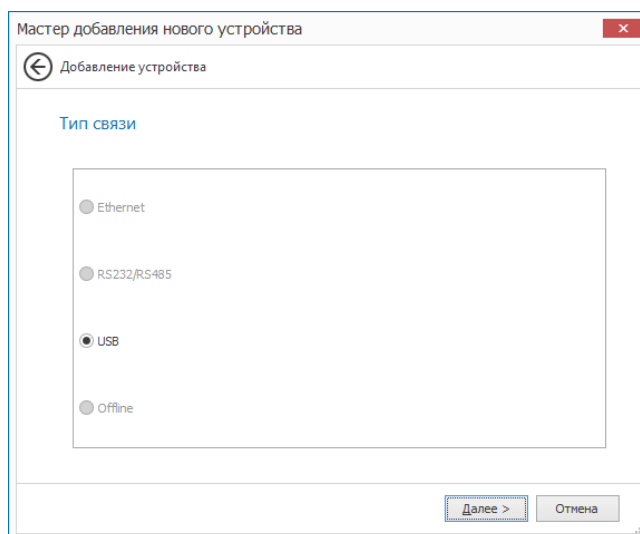 Мастер добавления нового устройства
Добавление устройства
Тип связи
Ethernet
RS232/RS485
USB
Offline
Далее >
Отмена